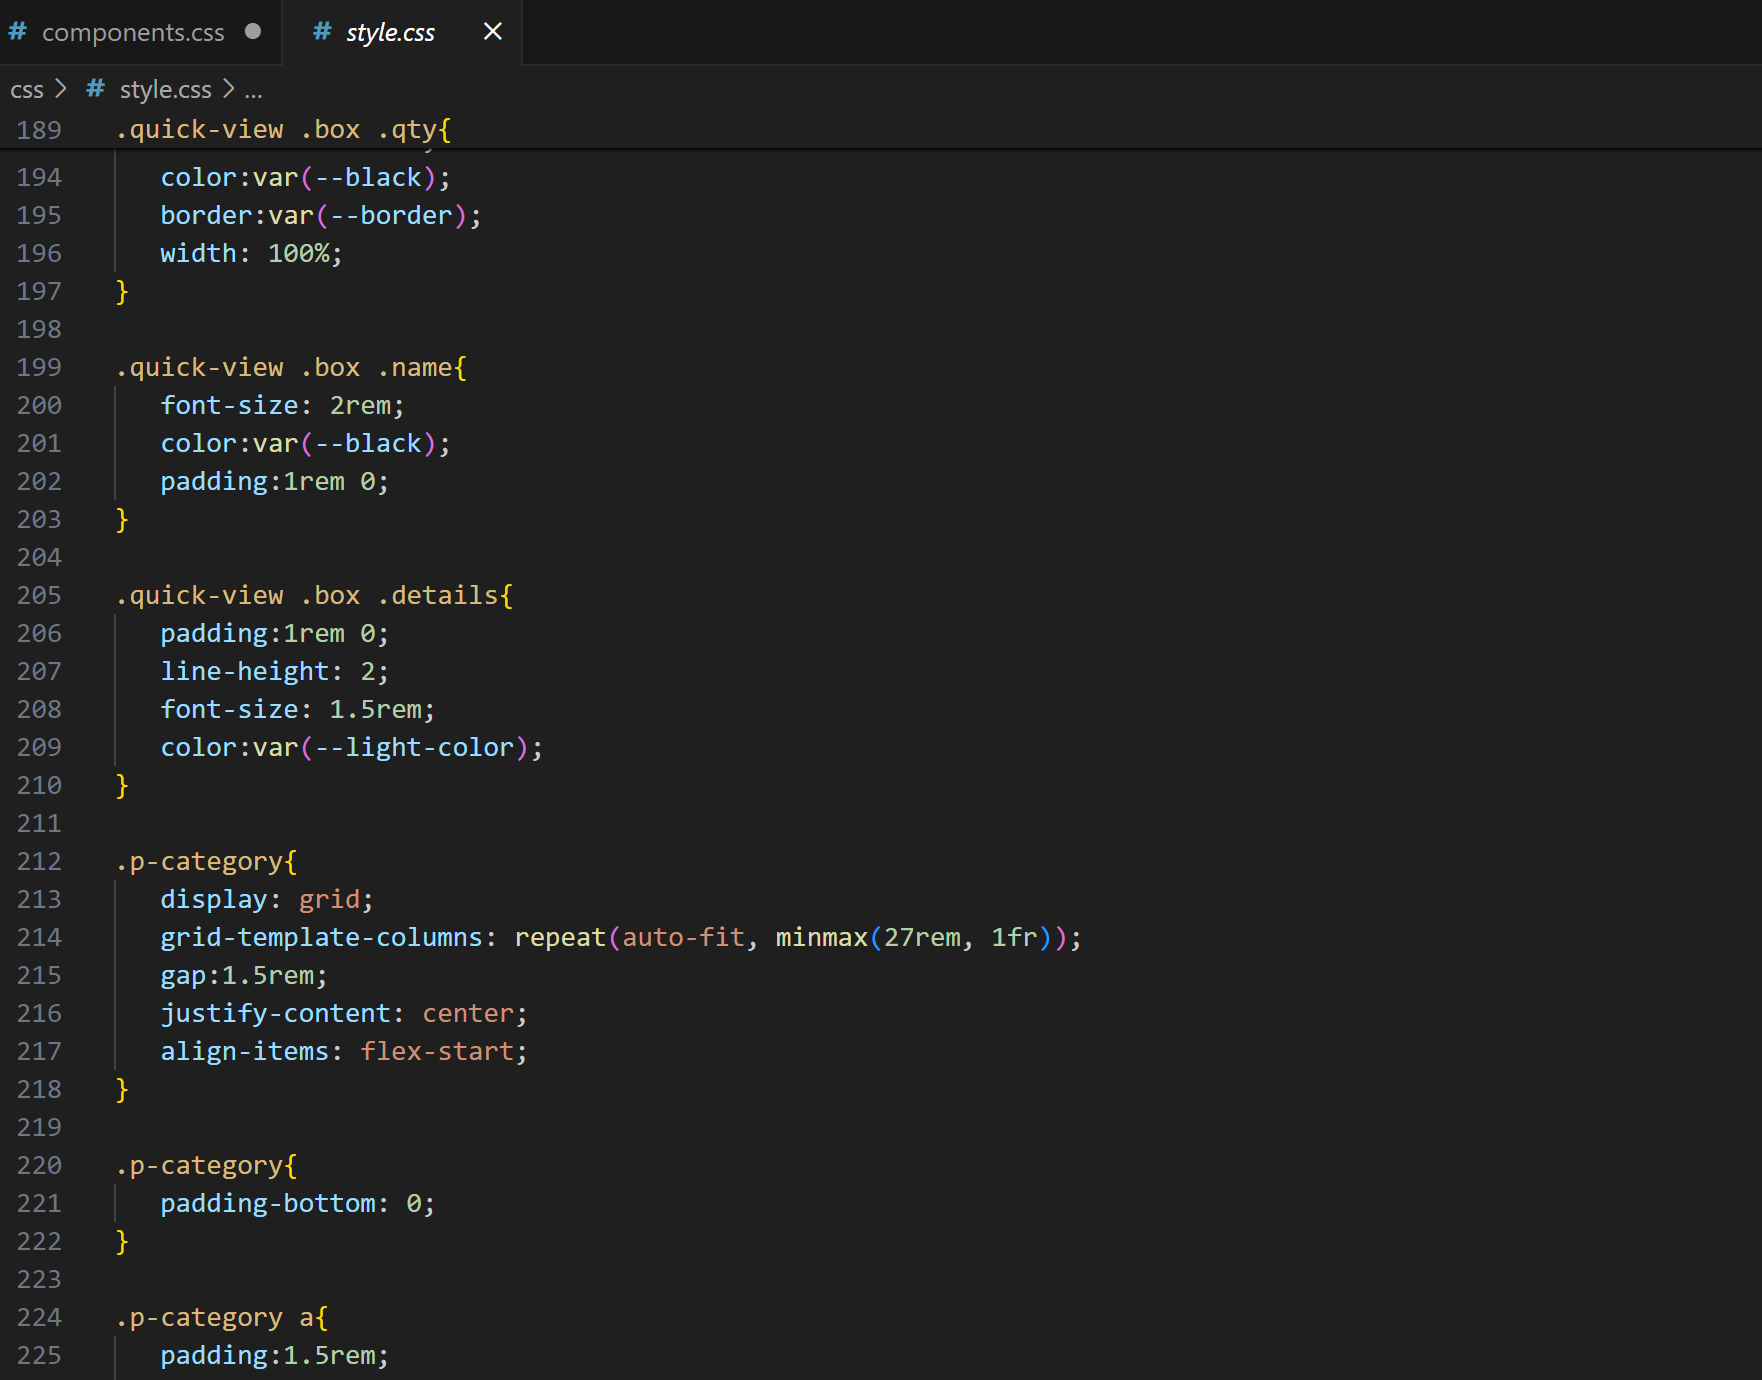 # components.css ●
# style.css ×
css > # style.css > ...
189 .quick-view .box .qty{
194 color:var(--black);
195 border:var(--border);
196 width: 100%;
197 }
198
199 .quick-view .box .name{
200 font-size: 2rem;
201 color:var(--black);
202 padding:1rem 0;
203 }
204
205 .quick-view .box .details{
206 padding:1rem 0;
207 line-height: 2;
208 font-size: 1.5rem;
209 color:var(--light-color);
210 }
211
212 .p-category{
213 display: grid;
214 grid-template-columns: repeat(auto-fit, minmax(27rem, 1fr));
215 gap:1.5rem;
216 justify-content: center;
217 align-items: flex-start;
218 }
219
220 .p-category{
221 padding-bottom: 0;
222 }
223
224 .p-category a{
225 padding:1.5rem;